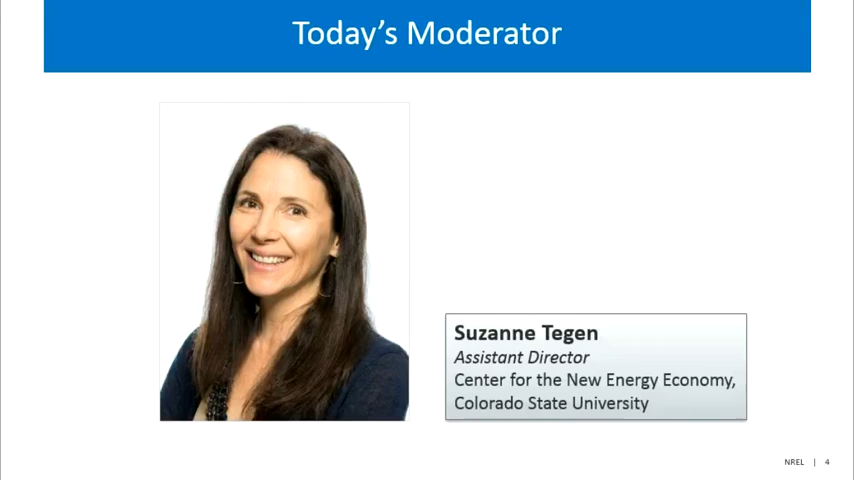 Today’s Moderator
Suzanne Tegen
Assistant Director
Center for the New Energy Economy,
Colorado State University
NREL | 4